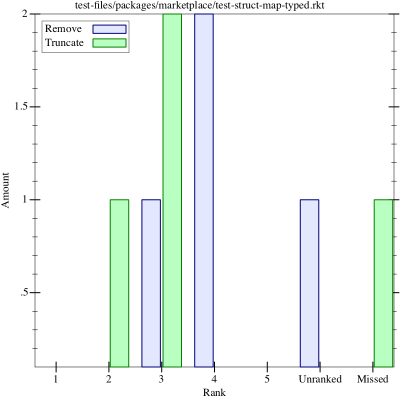 test-files/packages/marketplace/test-struct-map-typed.rkt
Remove
Truncate
2
1.5
1
.5
Amount
1 2 3 4 5 Unranked Missed
Rank